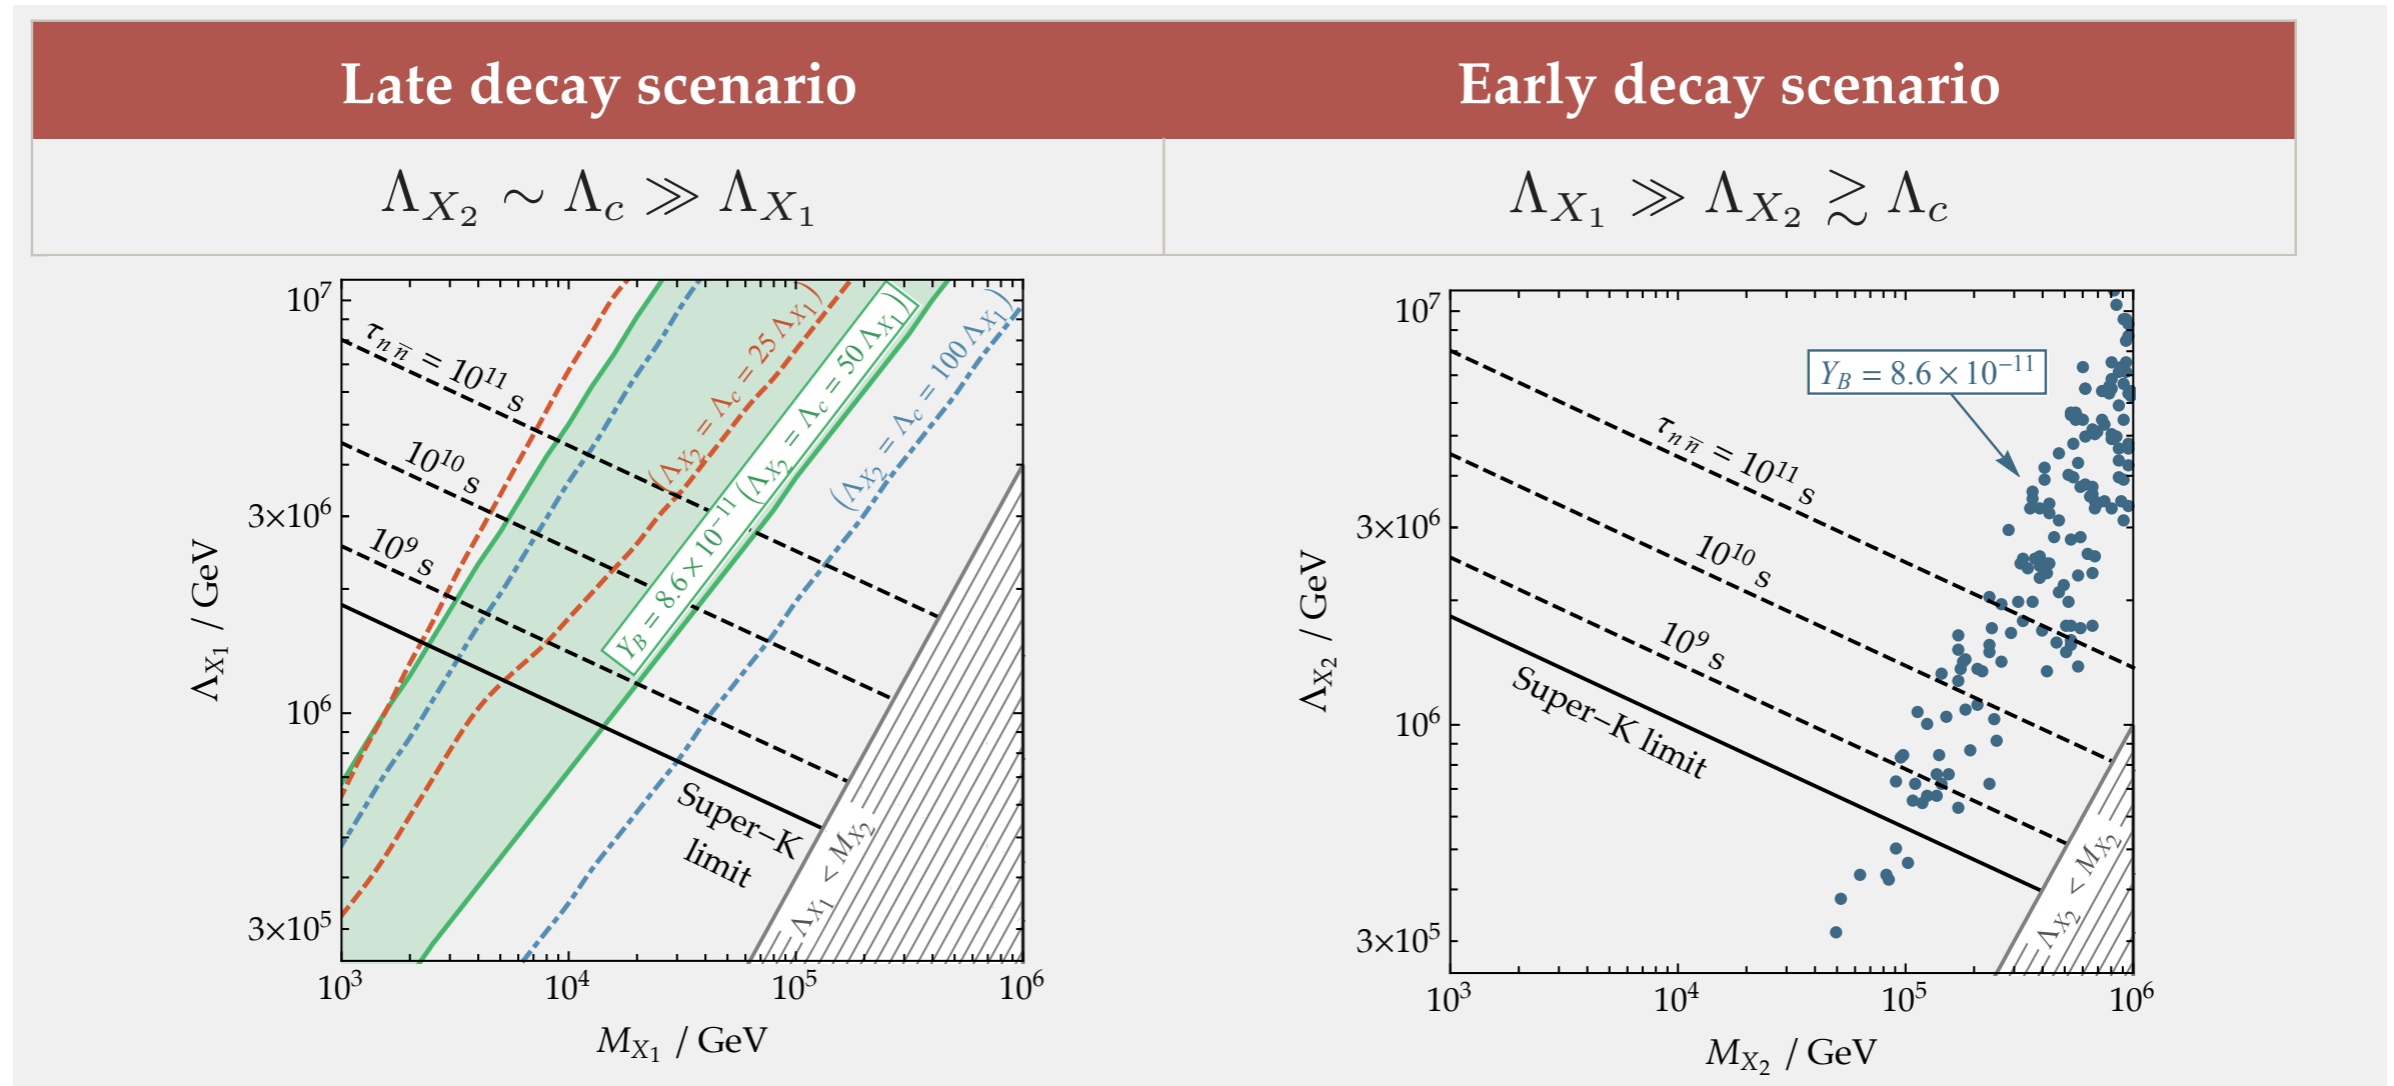 Late decay scenario
Early decay scenario
Λ_{X_2} ∼ Λ_c ≫ Λ_{X_1}
Λ_{X_1} ≫ Λ_{X_2} ≳ Λ_c
Λ_{X_1} / GeV
10^7
3×10^6
10^6
3×10^5
τ_{n n̅} = 10^{11} s
10^{10} s
10^9 s
(Λ_{X_2} = Λ_c = 25 Λ_{X_1})
Y_B = 8.6×10^{−11} (Λ_{X_2} = Λ_c = 50 Λ_{X_1})
(Λ_{X_2} = Λ_c = 100 Λ_{X_1})
Super–K
limit
Λ_{X_1} < M_{X_2}
10^3
10^4
10^5
10^6
M_{X_1} / GeV
Λ_{X_2} / GeV
10^7
3×10^6
10^6
3×10^5
Y_B = 8.6×10^{−11}
τ_{n n̅} = 10^{11} s
10^{10} s
10^9 s
Super–K limit
Λ_{X_2} < M_{X_2}
10^3
10^4
10^5
10^6
M_{X_2} / GeV